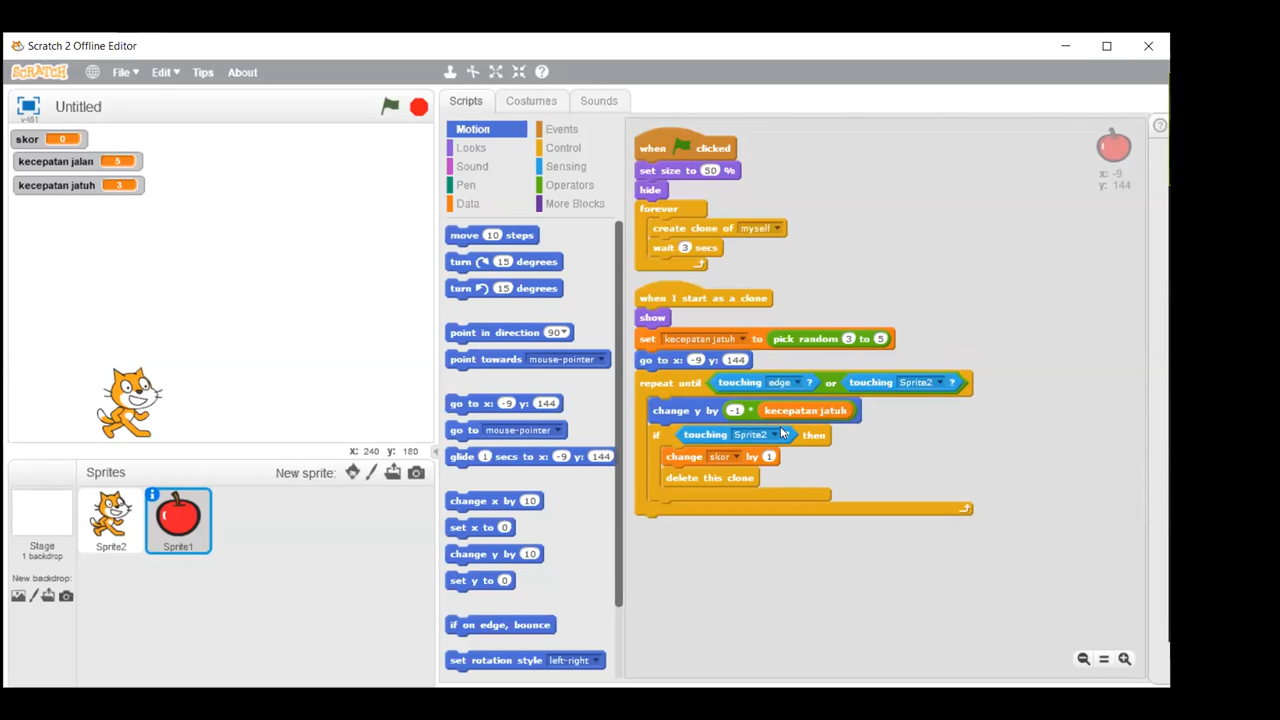 Scratch 2 Offline Editor
SCRATCH File Edit Tips About
v461 Untitled
Scripts Costumes Sounds
skor 0
kecepatan jalan 5
kecepatan jatuh 3
Motion Events
Looks Control
Sound Sensing
Pen Operators
Data More Blocks
move 10 steps
turn 15 degrees
turn 15 degrees
point in direction 90
point towards mouse-pointer
go to x: -9 y: 144
go to mouse-pointer
glide 1 secs to x: -9 y: 144
change x by 10
set x to 0
change y by 10
set y to 0
if on edge, bounce
set rotation style left-right
when clicked
set size to 50 %
hide
forever
create clone of myself
wait 3 secs
when I start as a clone
show
set kecepatan jatuh to pick random 3 to 5
go to x: -9 y: 144
repeat until touching edge ? or touching Sprite2 ?
change y by -1 * kecepatan jatuh
if touching Sprite2 ? then
change skor by 1
delete this clone
x: -9
y: 144
x: 240 y: 180
Sprites New sprite:
Stage
1 backdrop
New backdrop:
Sprite2
Sprite1